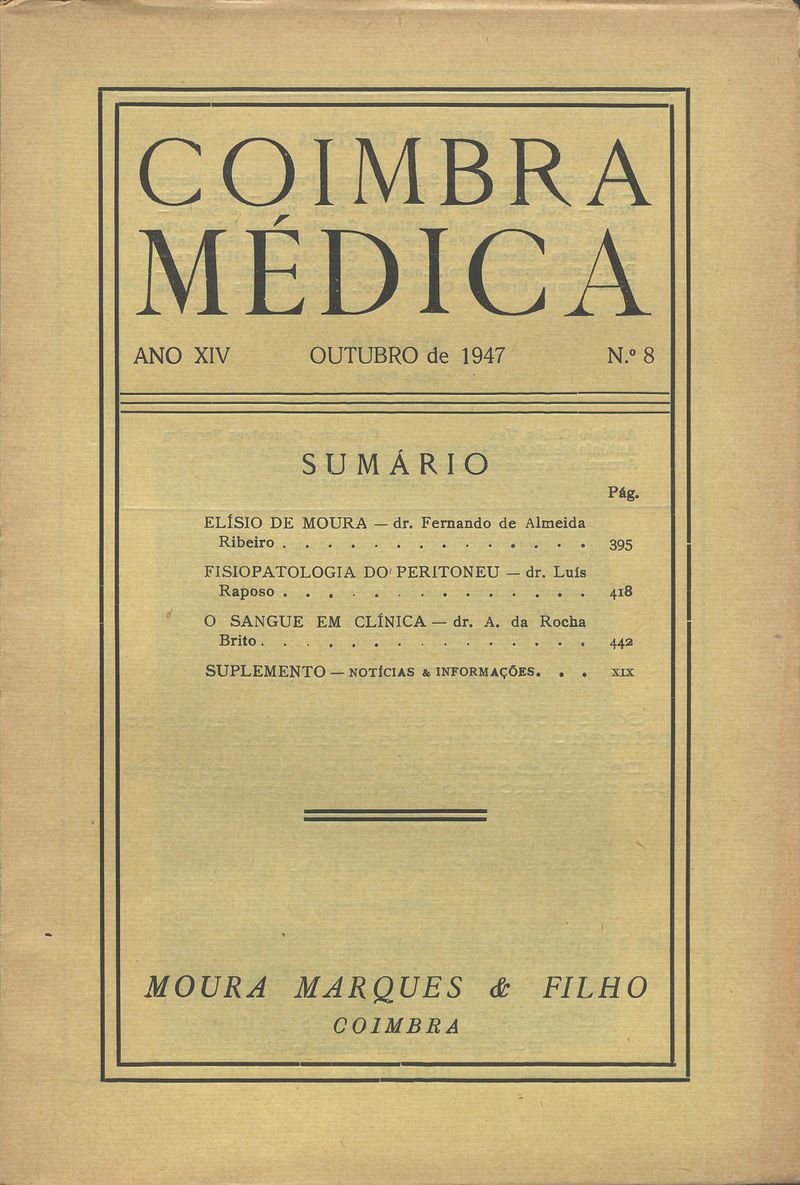 COIMBRA
MÉDICA
ANO XIV OUTUBRO de 1947 N.º 8
SUMÁRIO
Pág.
ELÍSIO DE MOURA — dr. Fernando de Almeida
Ribeiro . . . . . . . . . . . . . . . . . 395
FISIOPATOLOGIA DO PERITONEU — dr. Luís
Raposo . . . . . . . . . . . . . . . . . 418
O SANGUE EM CLÍNICA — dr. A. da Rocha
Brito . . . . . . . . . . . . . . . . . . 442
SUPLEMENTO — NOTÍCIAS & INFORMAÇÕES. . . XIX
MOURA MARQUES & FILHO
COIMBRA